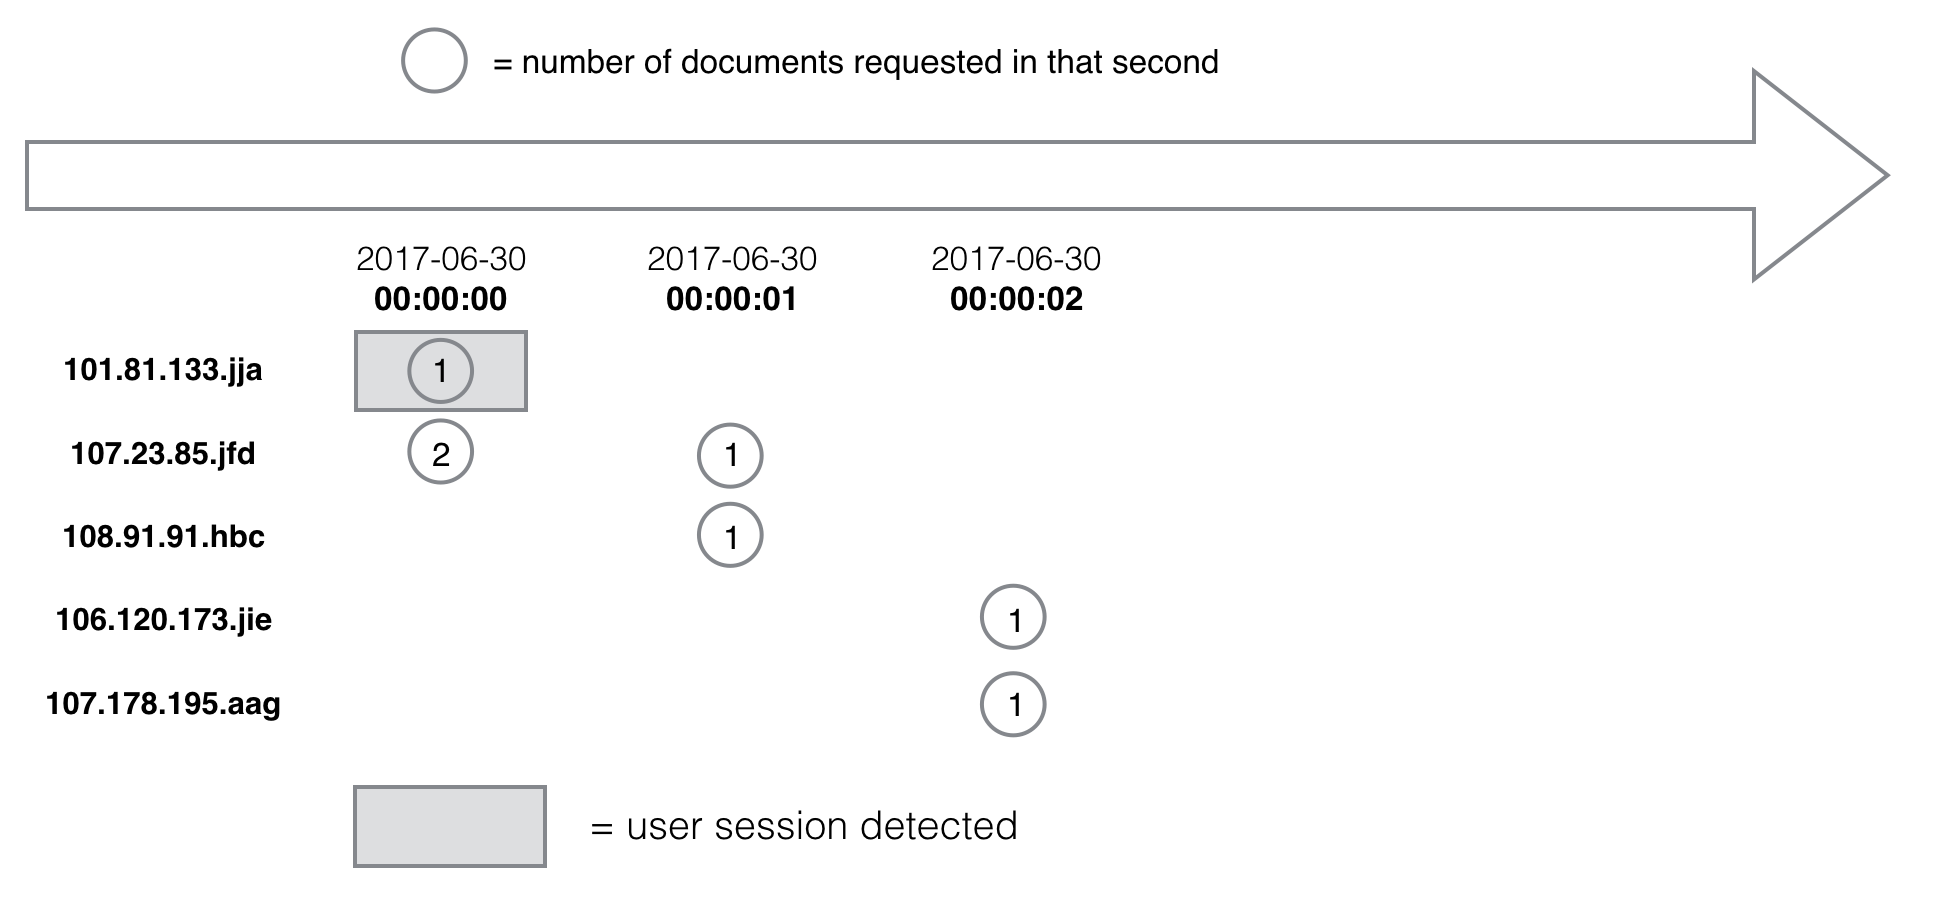 = number of documents requested in that second
2017-06-30 2017-06-30 2017-06-30
00:00:00 00:00:01 00:00:02
101.81.133.jja 1
107.23.85.jfd 2 1
108.91.91.hbc 1
106.120.173.jie 1
107.178.195.aag 1
= user session detected